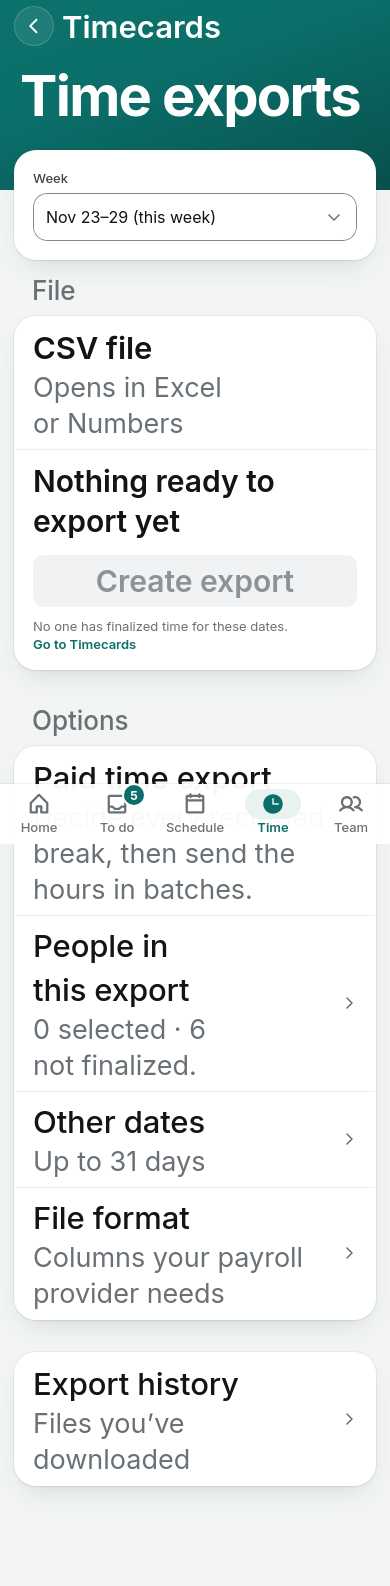 Timecards
Time exports
Week
Nov 23–29 (this week)
File
CSV file
Opens in Excel
or Numbers
Nothing ready to
export yet
Create export
No one has finalized time for these dates.
Go to Timecards
Options
Paid time export
5
Home
To do
Schedule
Time
Team
break, then send the
hours in batches.
People in
this export
0 selected · 6
not finalized.
Other dates
Up to 31 days
File format
Columns your payroll
provider needs
Export history
Files you’ve
downloaded